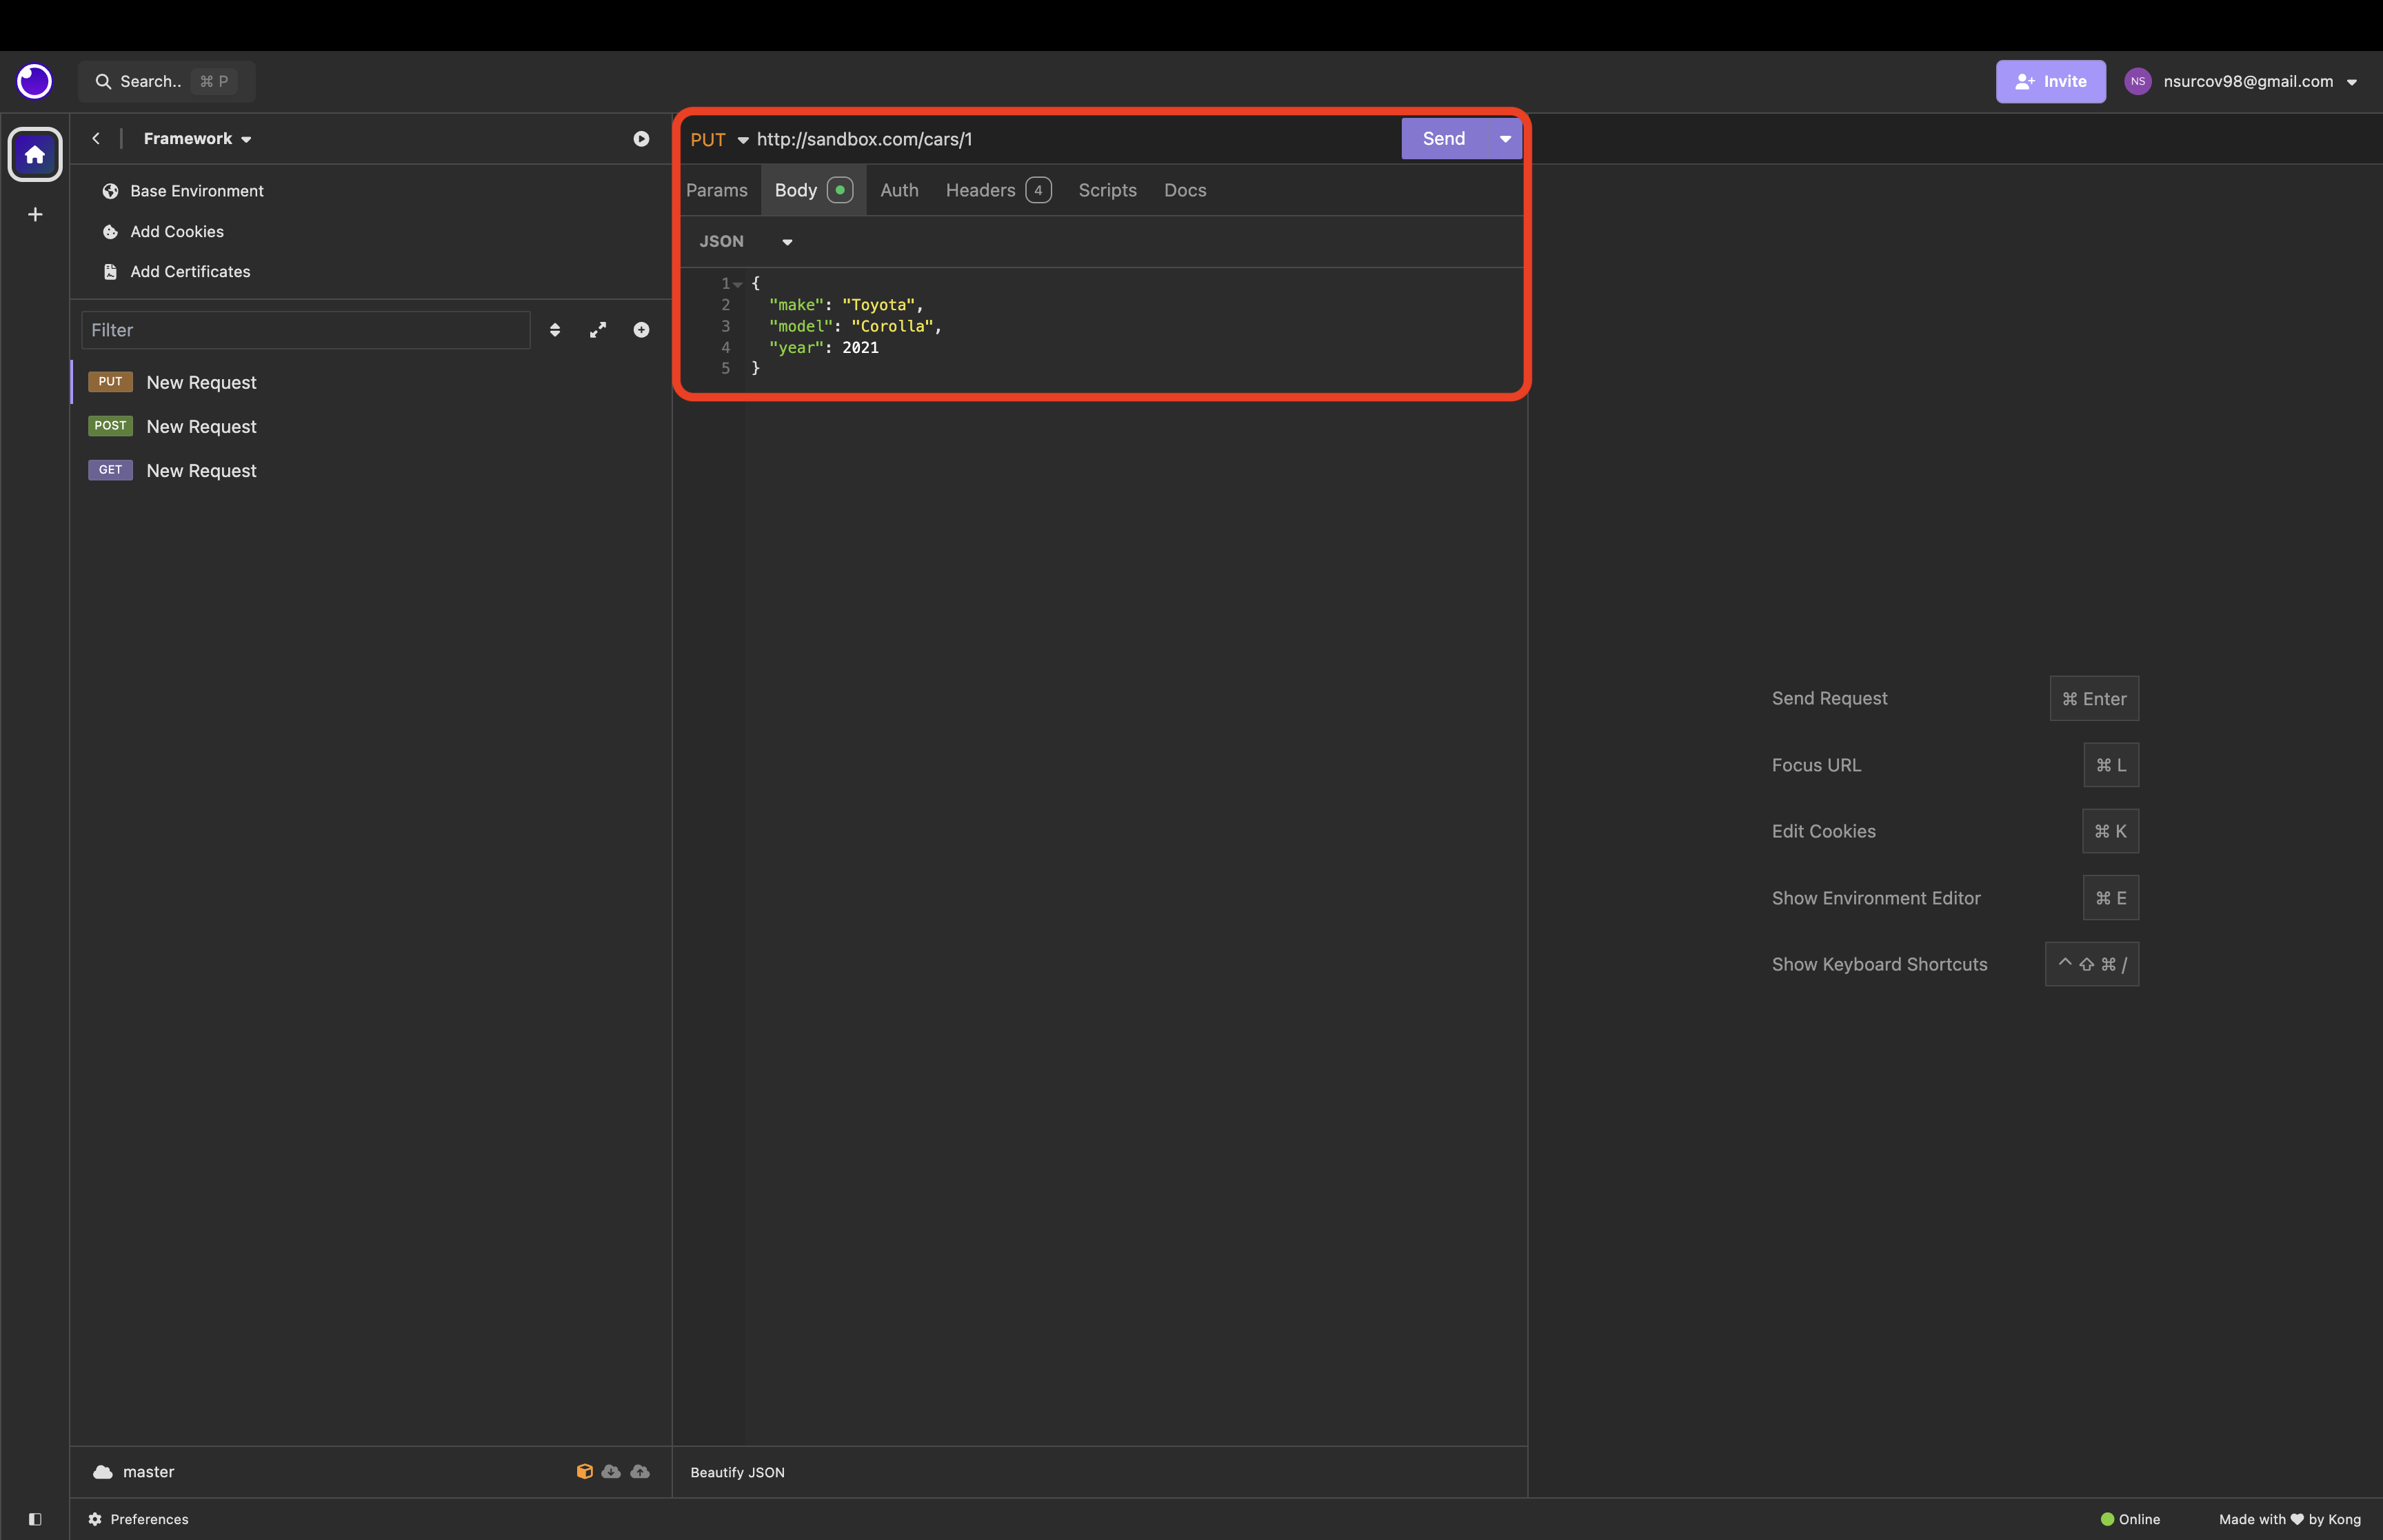 Search.. ⌘ P
Invite
NS nsurcov98@gmail.com
Framework
Base Environment
Add Cookies
Add Certificates
Filter
PUT New Request
POST New Request
GET New Request
master
Preferences
PUT http://sandbox.com/cars/1 Send
Params Body Auth Headers 4 Scripts Docs
JSON
1 {
2 "make": "Toyota",
3 "model": "Corolla",
4 "year": 2021
5 }
Beautify JSON
Send Request ⌘ Enter
Focus URL ⌘ L
Edit Cookies ⌘ K
Show Environment Editor ⌘ E
Show Keyboard Shortcuts ^ ⇧ ⌘ /
Online
Made with ❤ by Kong